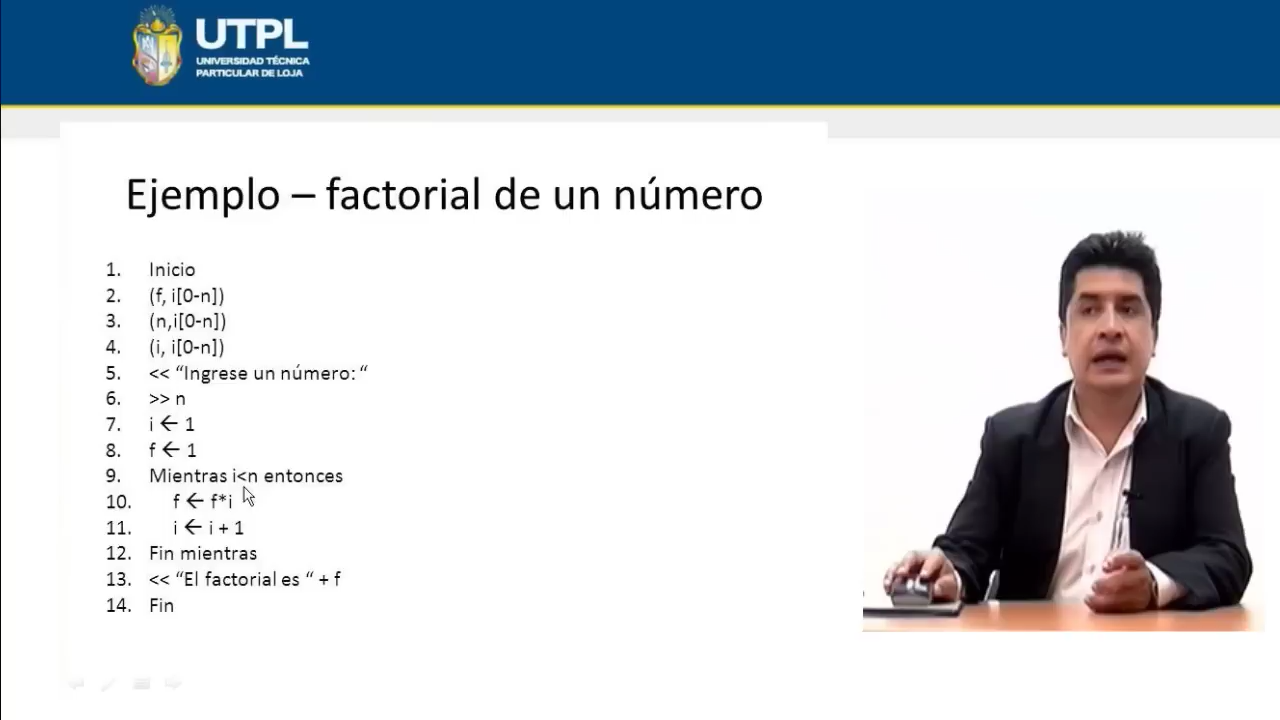 UTPL
UNIVERSIDAD TÉCNICA
PARTICULAR DE LOJA
Ejemplo – factorial de un número
1. Inicio
2. (f, i[0-n])
3. (n,i[0-n])
4. (i, i[0-n])
5. << “Ingrese un número: “
6. >> n
7. i ← 1
8. f ← 1
9. Mientras i<n entonces
10. f ← f*i
11. i ← i + 1
12. Fin mientras
13. << “El factorial es “ + f
14. Fin